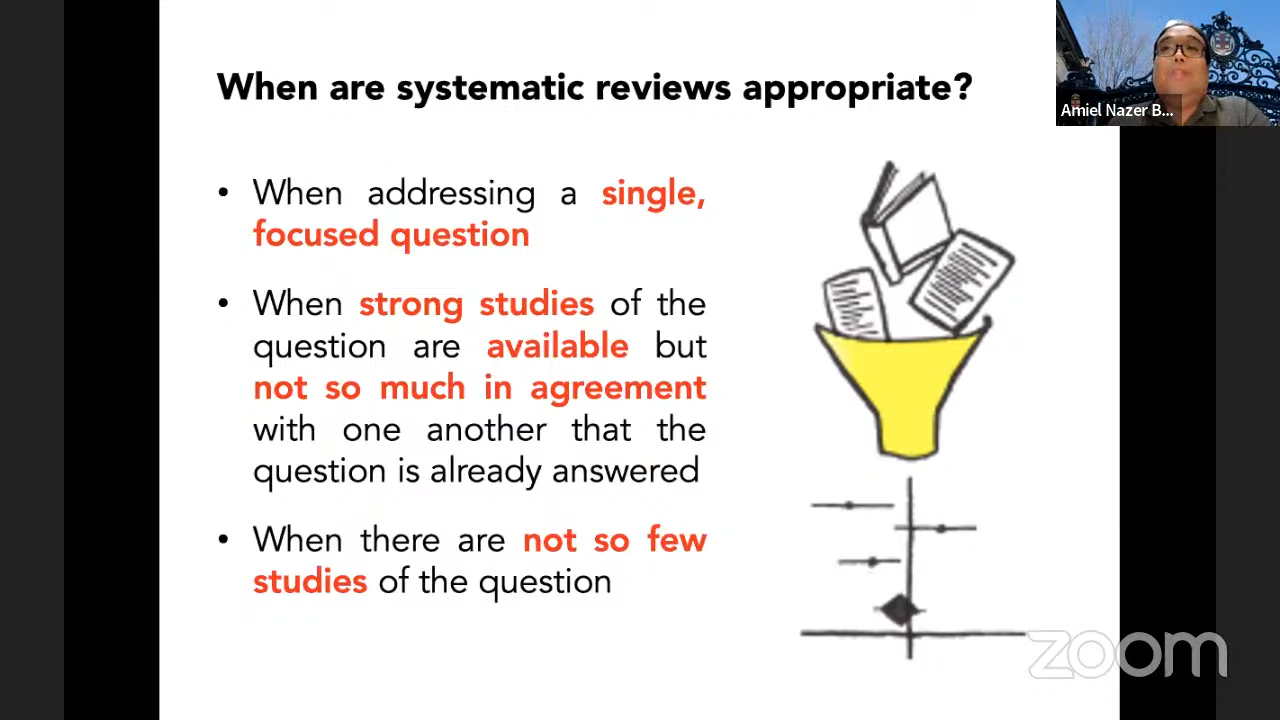 When are systematic reviews appropriate?
Amiel Nazer B...
• When addressing a single,
focused question
• When strong studies of the
question are available but
not so much in agreement
with one another that the
question is already answered
• When there are not so few
studies of the question
zoom